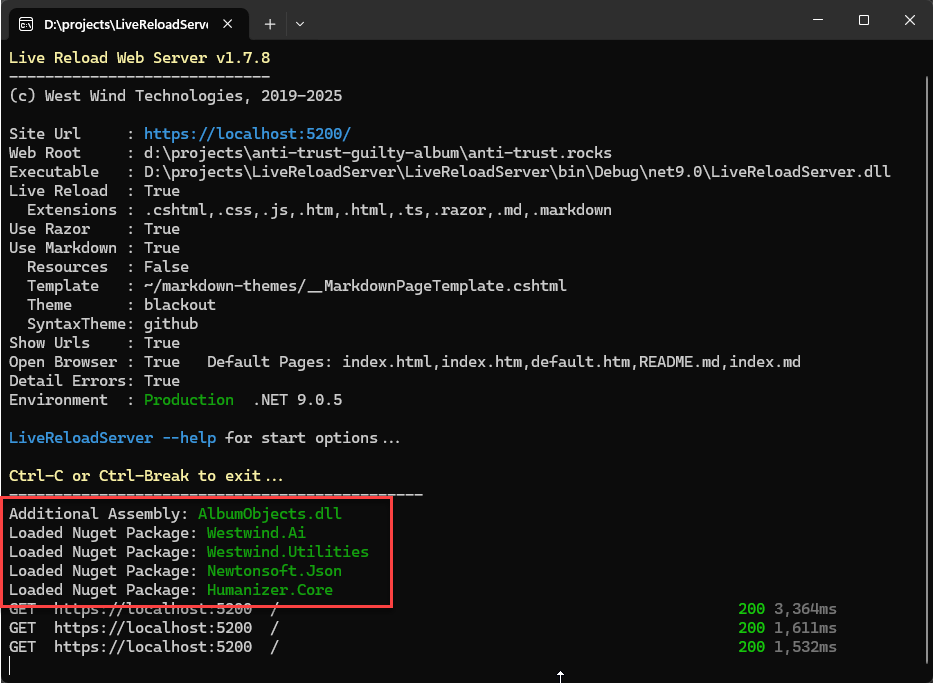 D:\projects\LiveReloadServe
Live Reload Web Server v1.7.8
-----------------------------
(c) West Wind Technologies, 2019-2025
Site Url     : https://localhost:5200/
Web Root     : d:\projects\anti-trust-guilty-album\anti-trust.rocks
Executable   : D:\projects\LiveReloadServer\LiveReloadServer\bin\Debug\net9.0\LiveReloadServer.dll
Live Reload  : True
  Extensions : .cshtml,.css,.js,.htm,.html,.ts,.razor,.md,.markdown
Use Razor    : True
Use Markdown : True
  Resources  : False
  Template   : ~/markdown-themes/__MarkdownPageTemplate.cshtml
  Theme      : blackout
  SyntaxTheme: github
Show Urls    : True
Open Browser : True   Default Pages: index.html,index.htm,default.htm,README.md,index.md
Detail Errors: True
Environment  : Production  .NET 9.0.5
LiveReloadServer --help for start options...
Ctrl-C or Ctrl-Break to exit...
----------------------------------------------
Additional Assembly: AlbumObjects.dll
Loaded Nuget Package: Westwind.Ai
Loaded Nuget Package: Westwind.Utilities
Loaded Nuget Package: Newtonsoft.Json
Loaded Nuget Package: Humanizer.Core
GET  https://localhost:5200  / 200 3,364ms
GET  https://localhost:5200  / 200 1,611ms
GET  https://localhost:5200  / 200 1,532ms